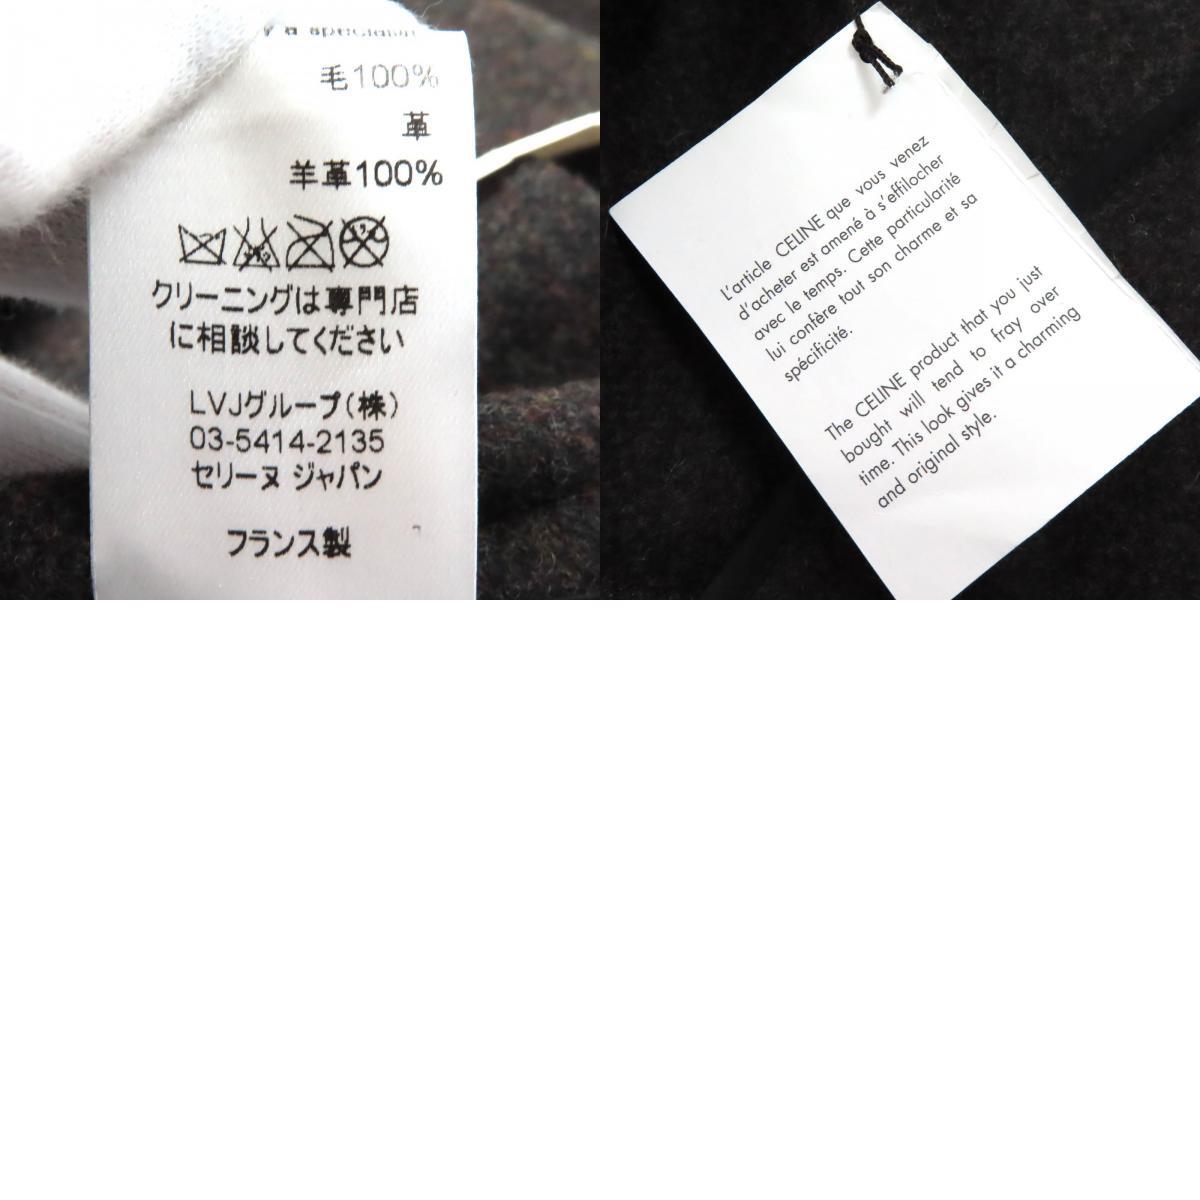 毛100%
革
羊革100%
クリーニングは専門店
に相談してください
LVJグループ(株)
03-5414-2135
セリーヌ ジャパン
フランス製
L'article CELINE que vous venez
d'acheter est amené à s'effilocher
avec le temps. Cette particularité
lui confère tout son charme et sa
spécificité.
The CELINE product that you just
bought will tend to fray over
time. This look gives it a charming
and original style.